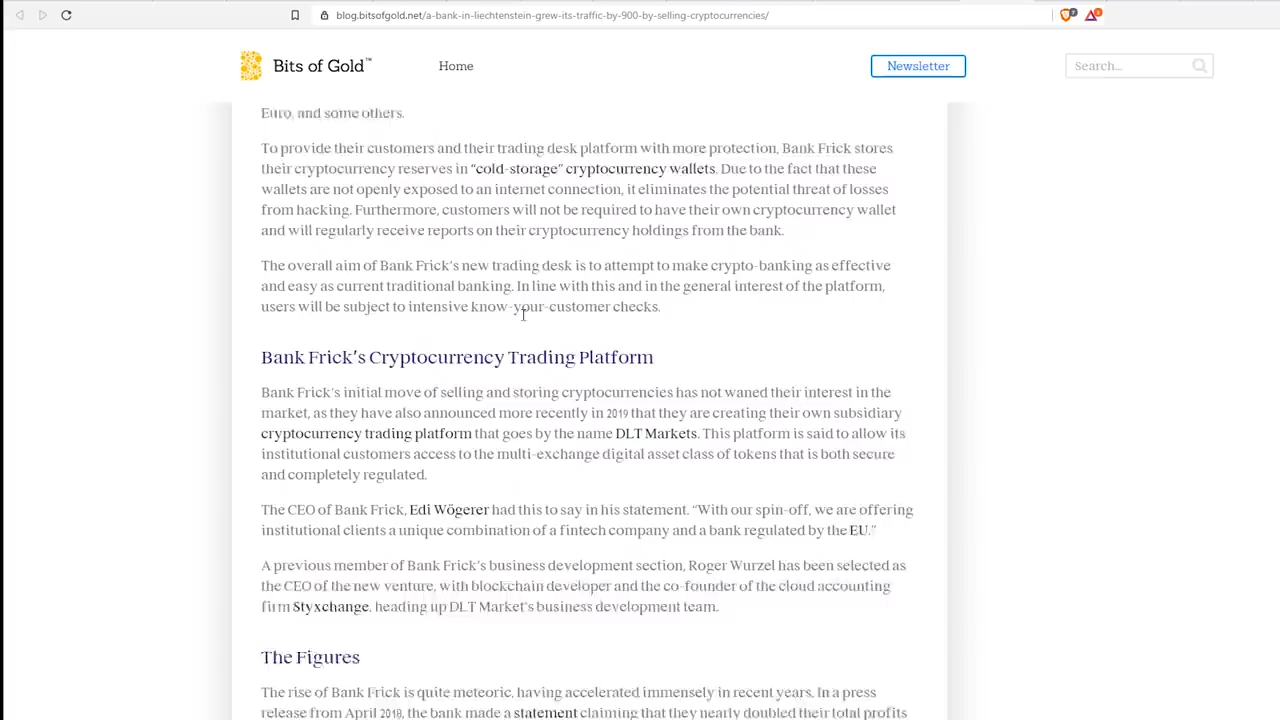 blog.bitsofgold.net/a-bank-in-liechtenstein-grew-its-traffic-by-900-by-selling-cryptocurrencies/
Bits of Gold™ Home Newsletter Search...
Euro, and some others.
To provide their customers and their trading desk platform with more protection, Bank Frick stores
their cryptocurrency reserves in “cold-storage” cryptocurrency wallets. Due to the fact that these
wallets are not openly exposed to an internet connection, it eliminates the potential threat of losses
from hacking. Furthermore, customers will not be required to have their own cryptocurrency wallet
and will regularly receive reports on their cryptocurrency holdings from the bank.
The overall aim of Bank Frick’s new trading desk is to attempt to make crypto-banking as effective
and easy as current traditional banking. In line with this and in the general interest of the platform,
users will be subject to intensive know-your-customer checks.
Bank Frick’s Cryptocurrency Trading Platform
Bank Frick’s initial move of selling and storing cryptocurrencies has not waned their interest in the
market, as they have also announced more recently in 2019 that they are creating their own subsidiary
cryptocurrency trading platform that goes by the name DLT Markets. This platform is said to allow its
institutional customers access to the multi-exchange digital asset class of tokens that is both secure
and completely regulated.
The CEO of Bank Frick, Edi Wögerer had this to say in his statement. “With our spin-off, we are offering
institutional clients a unique combination of a fintech company and a bank regulated by the EU.”
A previous member of Bank Frick’s business development section, Roger Wurzel has been selected as
the CEO of the new venture, with blockchain developer and the co-founder of the cloud accounting
firm Styxchange, heading up DLT Market’s business development team.
The Figures
The rise of Bank Frick is quite meteoric, having accelerated immensely in recent years. In a press
release from April 2018, the bank made a statement claiming that they nearly doubled their total profits